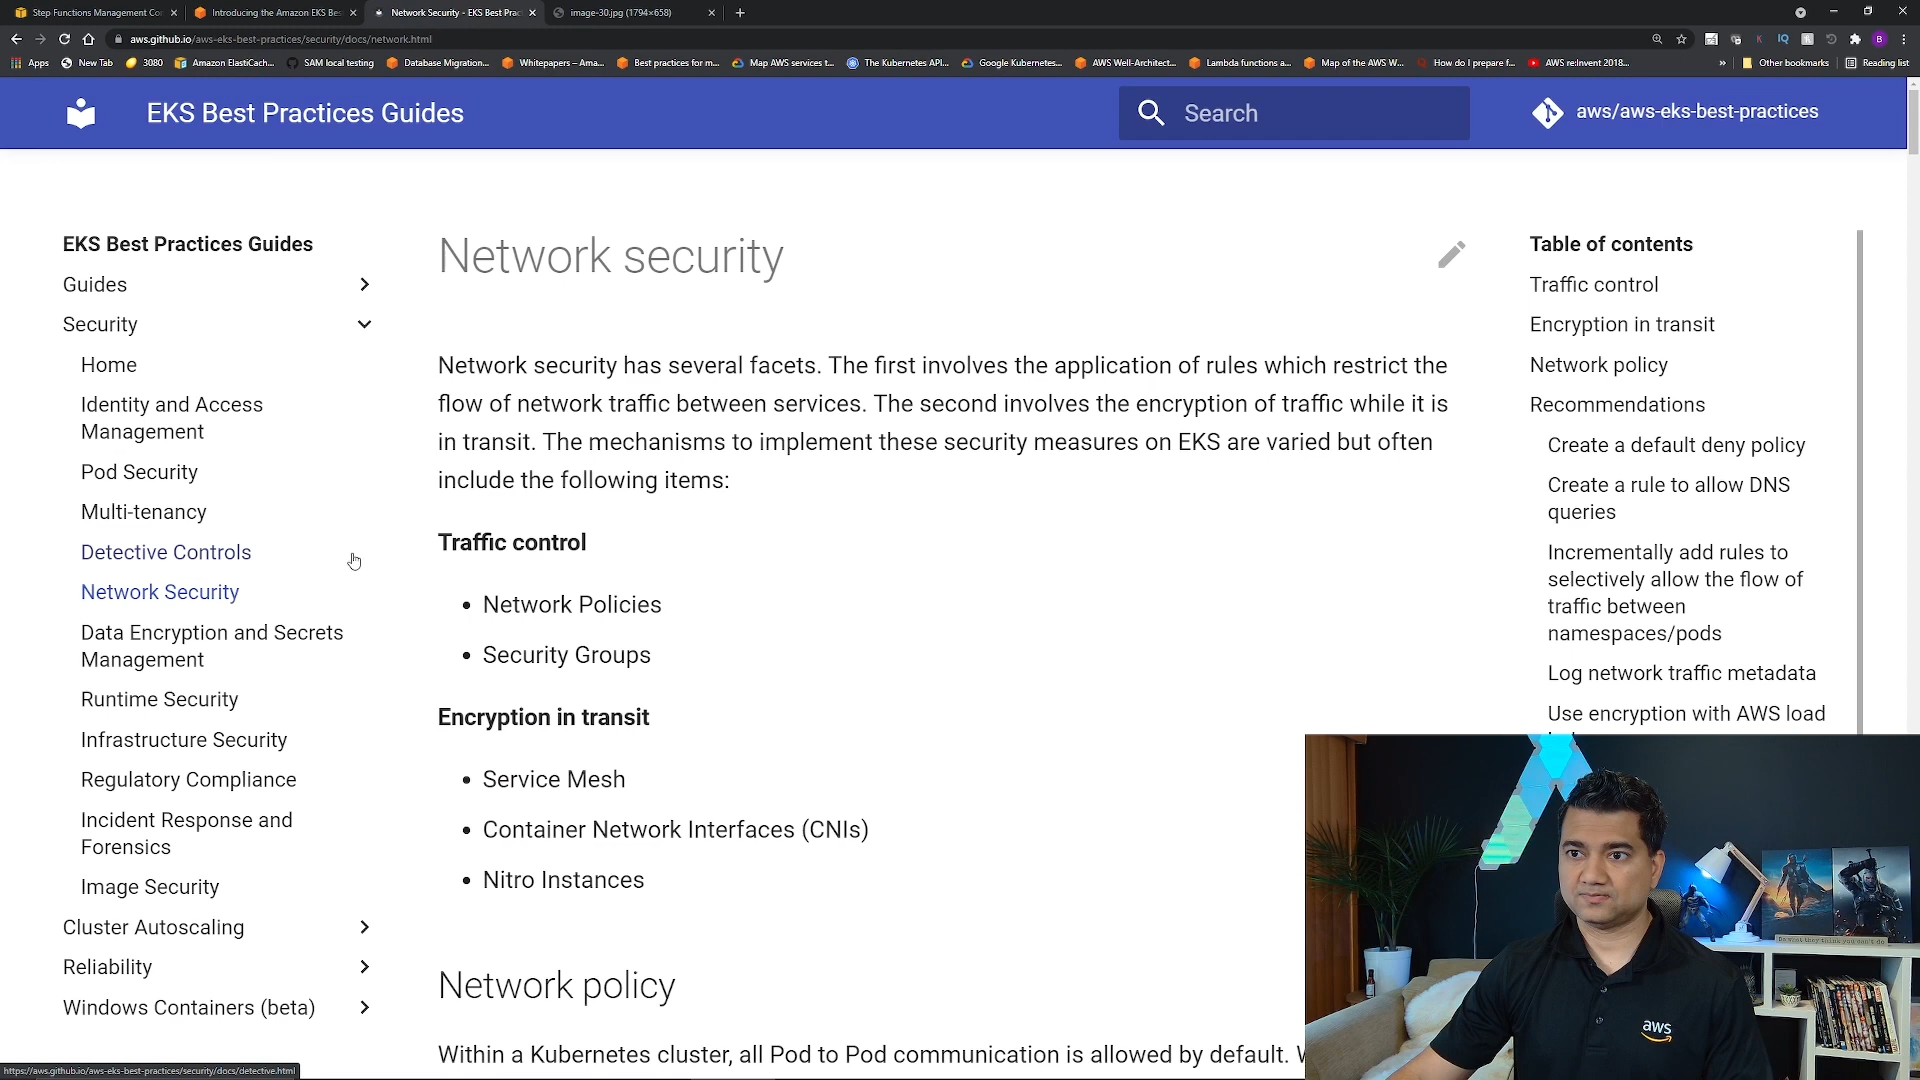 Step Functions Management Co
Introducing the Amazon EKS Bes
Network Security - EKS Best Prac
image-30.jpg (1794×658)
aws.github.io/aws-eks-best-practices/security/docs/network.html
Apps
New Tab
3080
Amazon ElastiCach...
SAM local testing
Database Migration...
Whitepapers – Ama...
Best practices for m...
Map AWS services t...
The Kubernetes API...
Google Kubernetes...
AWS Well-Architect...
Lambda functions a...
Map of the AWS W...
How do I prepare f...
AWS re:Invent 2018...
»
Other bookmarks
Reading list
EKS Best Practices Guides
Search
aws/aws-eks-best-practices
EKS Best Practices Guides
Guides
Security
Home
Identity and Access
Management
Pod Security
Multi-tenancy
Detective Controls
Network Security
Data Encryption and Secrets
Management
Runtime Security
Infrastructure Security
Regulatory Compliance
Incident Response and
Forensics
Image Security
Cluster Autoscaling
Reliability
Windows Containers (beta)
Network security
Network security has several facets. The first involves the application of rules which restrict the
flow of network traffic between services. The second involves the encryption of traffic while it is
in transit. The mechanisms to implement these security measures on EKS are varied but often
include the following items:
Traffic control
• Network Policies
• Security Groups
Encryption in transit
• Service Mesh
• Container Network Interfaces (CNIs)
• Nitro Instances
Network policy
Within a Kubernetes cluster, all Pod to Pod communication is allowed by default.
Table of contents
Traffic control
Encryption in transit
Network policy
Recommendations
Create a default deny policy
Create a rule to allow DNS
queries
Incrementally add rules to
selectively allow the flow of
traffic between
namespaces/pods
Log network traffic metadata
Use encryption with AWS load
Do what they think you can't do
aws
https://aws.github.io/aws-eks-best-practices/security/docs/detective.html